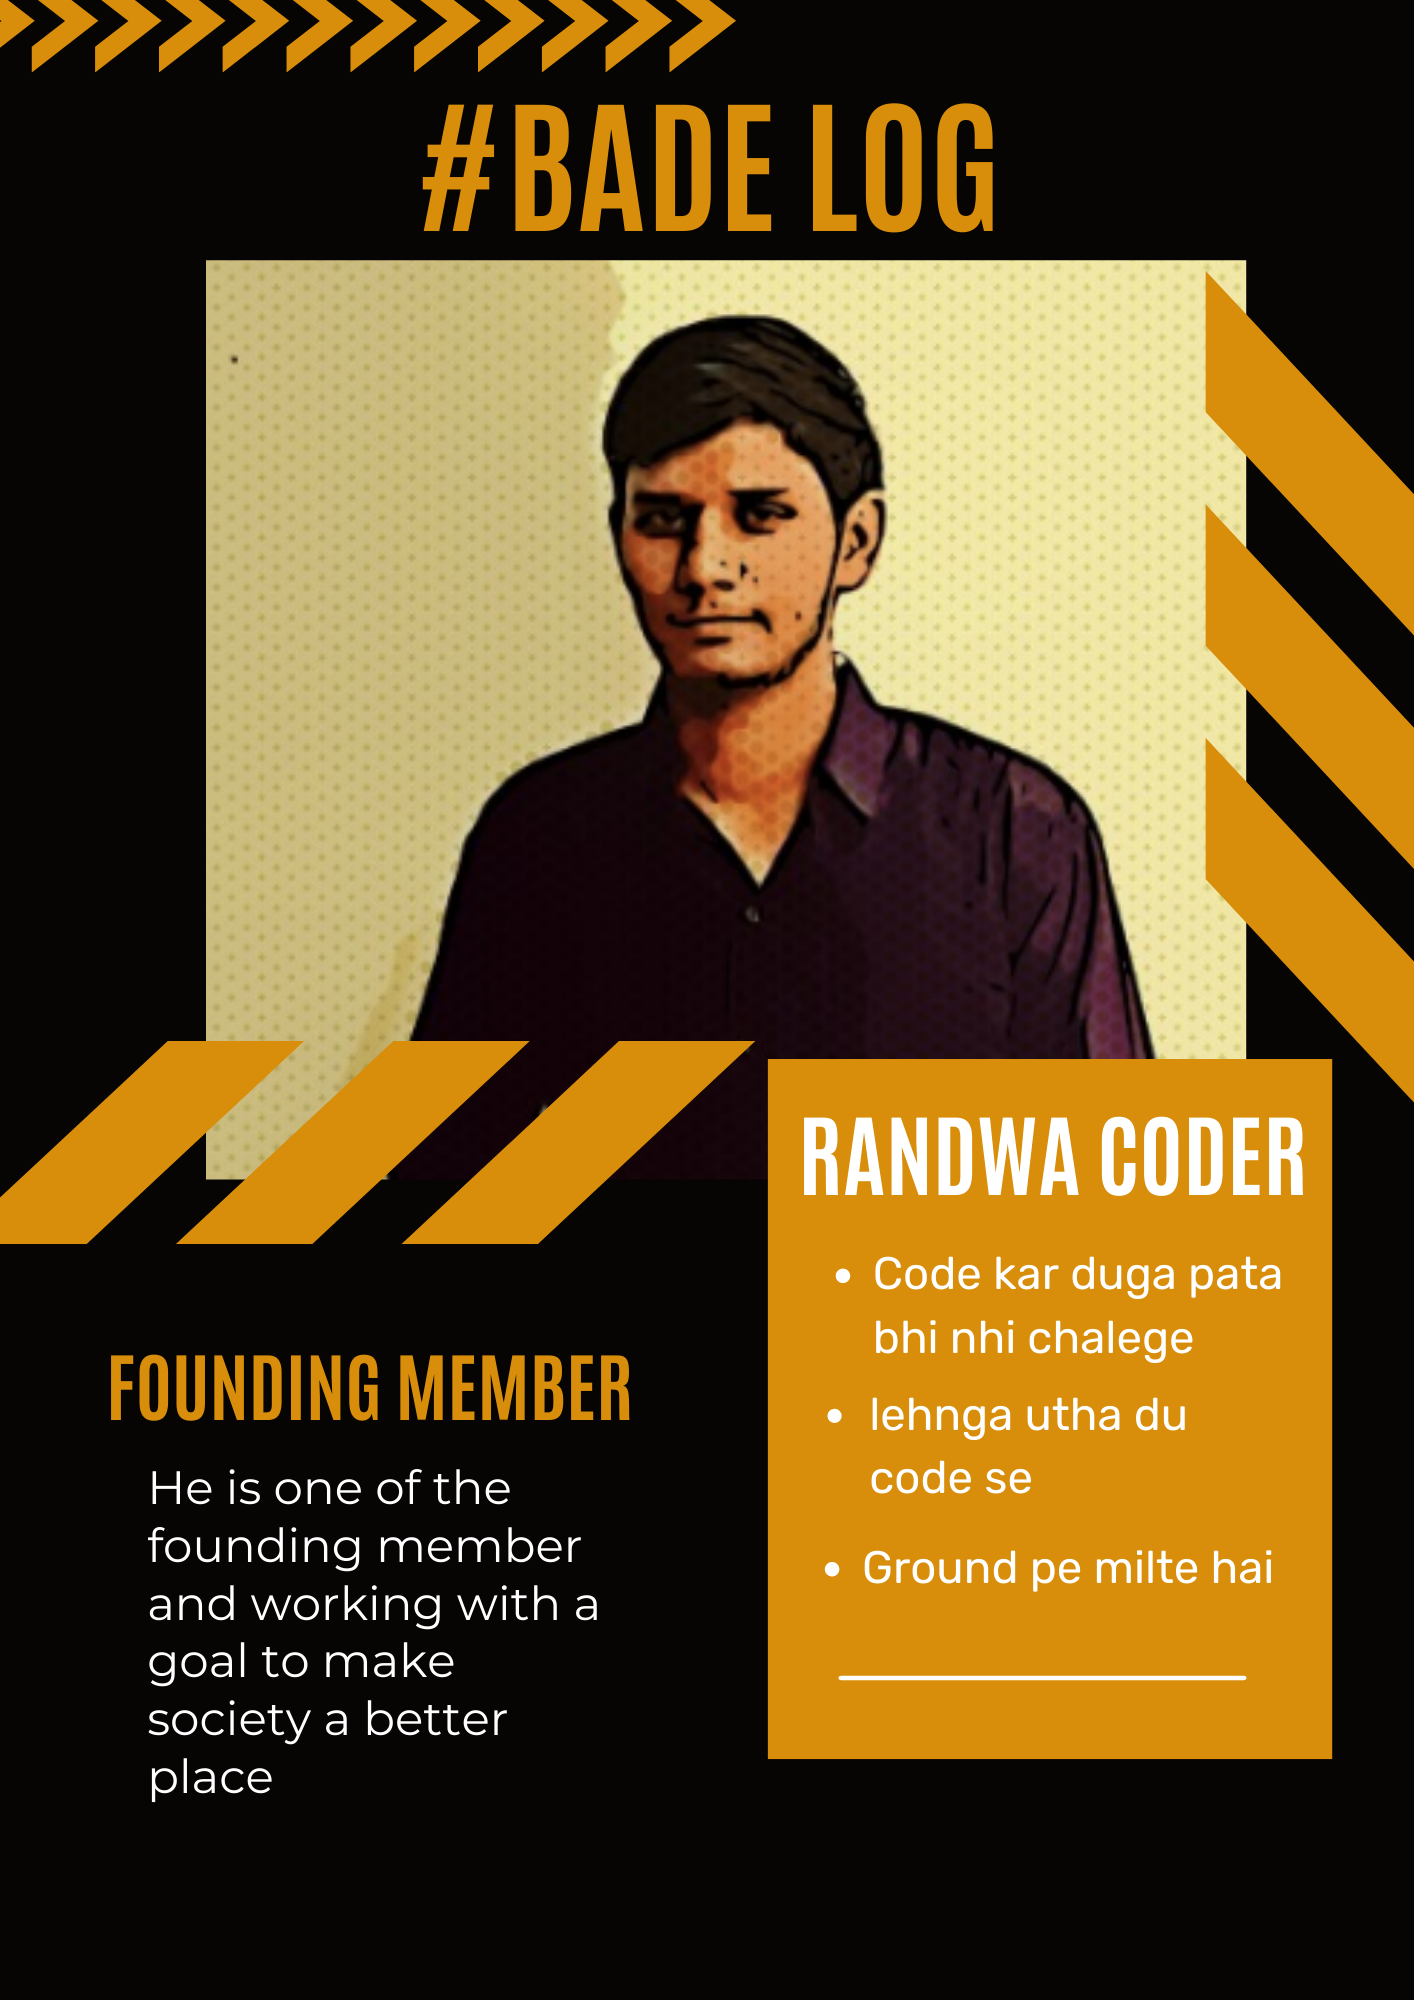 #BADE LOG
RANDWA CODER
• Code kar duga pata
bhi nhi chalege
• lehnga utha du
code se
• Ground pe milte hai
FOUNDING MEMBER
He is one of the
founding member
and working with a
goal to make
society a better
place